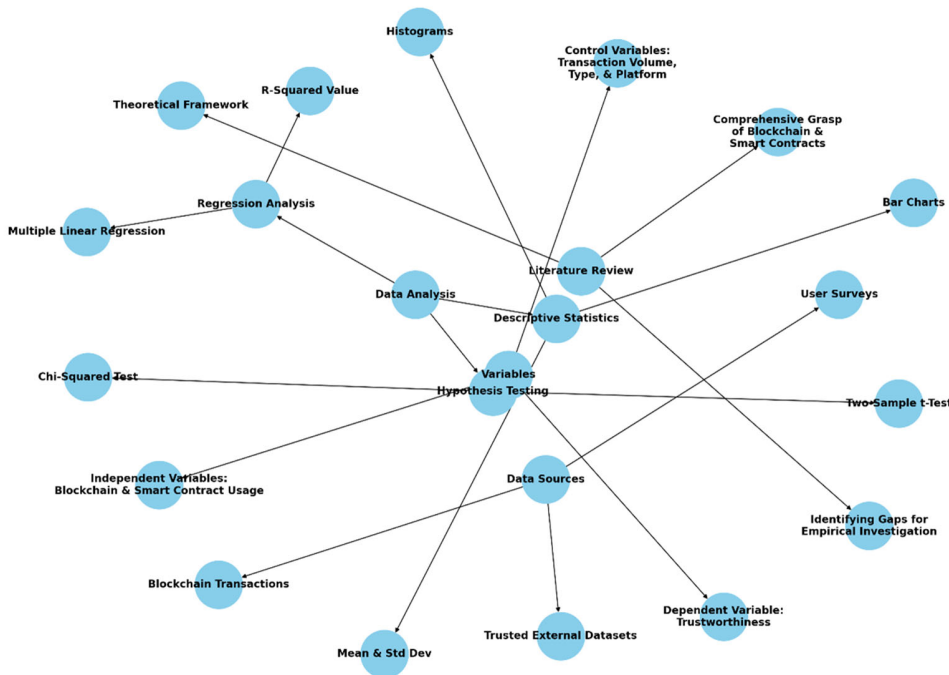 Histograms
Control Variables:
Transaction Volume,
Type, & Platform
R-Squared Value
Theoretical Framework
Comprehensive Grasp
of Blockchain &
Smart Contracts
Regression Analysis
Bar Charts
Multiple Linear Regression
Literature Review
Data Analysis
User Surveys
Descriptive Statistics
Variables
Chi-Squared Test
Hypothesis Testing
Two-Sample t-Test
Independent Variables:
Blockchain & Smart Contract Usage
Data Sources
Identifying Gaps for
Empirical Investigation
Blockchain Transactions
Dependent Variable:
Trustworthiness
Trusted External Datasets
Mean & Std Dev